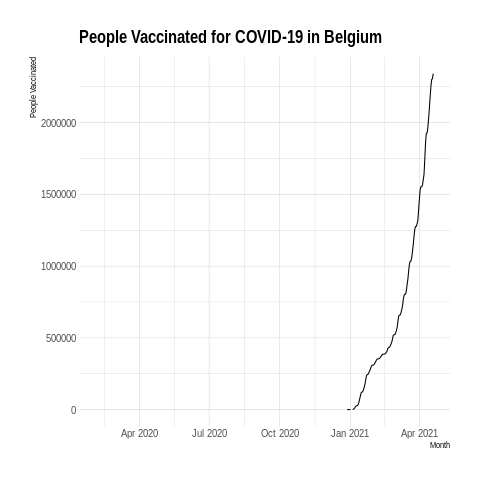 People Vaccinated for COVID-19 in Belgium
People Vaccinated
2000000
1500000
1000000
500000
0
Apr 2020 Jul 2020 Oct 2020 Jan 2021 Apr 2021
Month